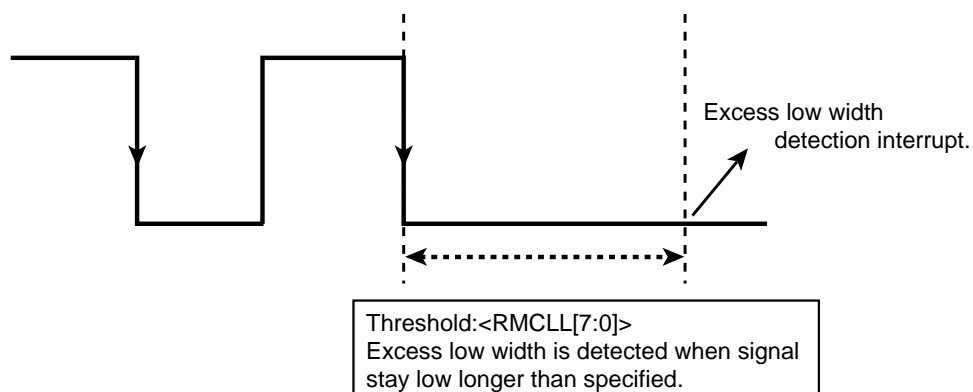 Excess low width
detection interrupt.
Threshold:<RMCLL[7:0]>
Excess low width is detected when signal
stay low longer than specified.